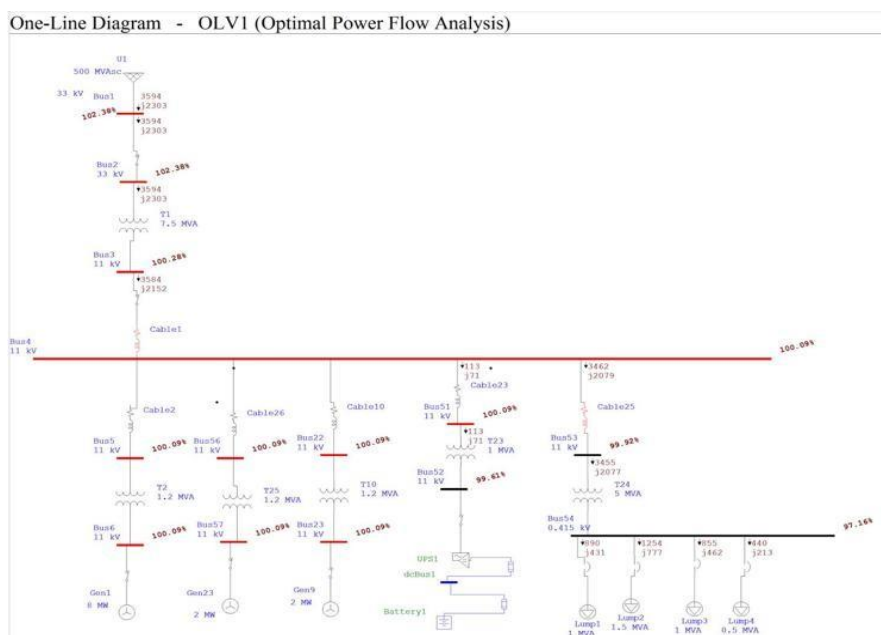 One-Line Diagram - OLV1 (Optimal Power Flow Analysis)
U1
500 MVAsc
33 kV
Bus1
102.38%
3594
j2303
3594
j2303
Bus2
33 kV
102.38%
3594
j2303
T1
7.5 MVA
Bus3
11 kV
100.28%
3584
j2152
Cable1
Bus4
11 kV
100.09%
113
j71
3462
j2079
Cable2
Cable26
Cable10
Cable23
Cable25
Bus5
11 kV
100.09%
Bus56
11 kV
100.09%
Bus22
11 kV
100.09%
Bus51
11 kV
100.09%
113
j71
T23
1 MVA
Bus53
11 kV
99.92%
3455
j2077
T2
1.2 MVA
T25
1.2 MVA
T10
1.2 MVA
Bus52
11 kV
99.61%
T24
5 MVA
Bus6
11 kV
100.09%
Bus57
11 kV
100.09%
Bus23
11 kV
100.09%
Bus54
0.415 kV
97.16%
890
j431
1254
j777
855
j462
440
j213
Gen1
8 MW
Gen23
2 MW
Gen9
2 MW
UPS1
dcBus1
Battery1
Lump1
1 MVA
Lump2
1.5 MVA
Lump3
1 MVA
Lump4
0.5 MVA